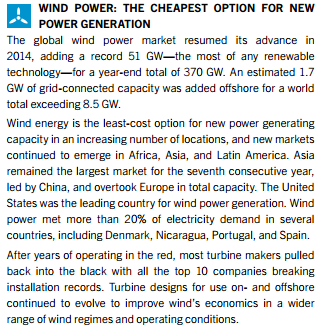 WIND POWER: THE CHEAPEST OPTION FOR NEW
POWER GENERATION
The global wind power market resumed its advance in
2014, adding a record 51 GW—the most of any renewable
technology—for a year-end total of 370 GW. An estimated 1.7
GW of grid-connected capacity was added offshore for a world
total exceeding 8.5 GW.
Wind energy is the least-cost option for new power generating
capacity in an increasing number of locations, and new markets
continued to emerge in Africa, Asia, and Latin America. Asia
remained the largest market for the seventh consecutive year,
led by China, and overtook Europe in total capacity. The United
States was the leading country for wind power generation. Wind
power met more than 20% of electricity demand in several
countries, including Denmark, Nicaragua, Portugal, and Spain.
After years of operating in the red, most turbine makers pulled
back into the black with all the top 10 companies breaking
installation records. Turbine designs for use on- and offshore
continued to evolve to improve wind's economics in a wider
range of wind regimes and operating conditions.